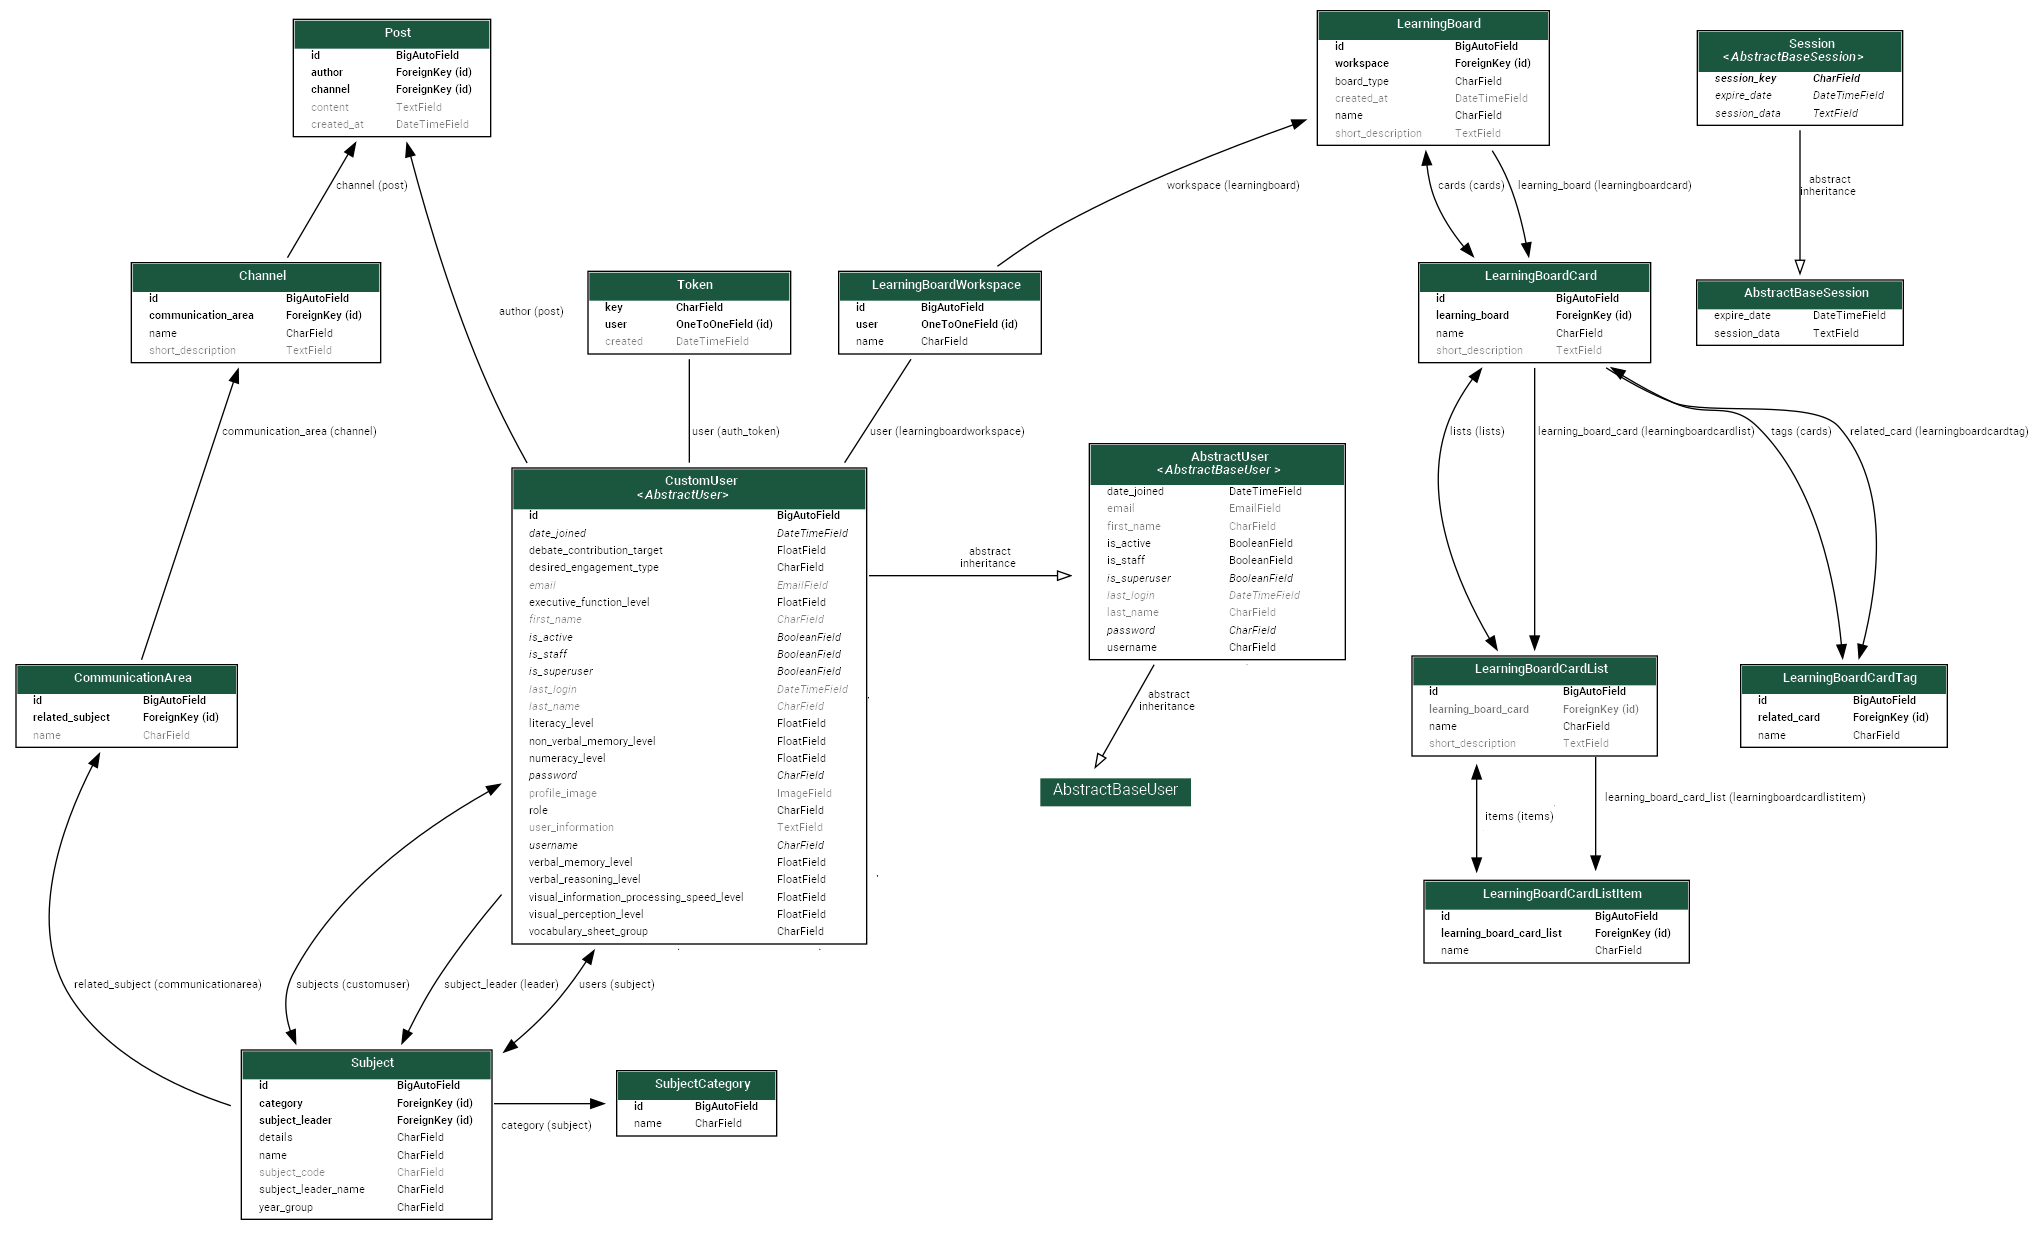 Post
id BigAutoField
author ForeignKey (id)
channel ForeignKey (id)
content TextField
created_at DateTimeField
channel (post)
Channel
id BigAutoField
communication_area ForeignKey (id)
name CharField
short_description TextField
communication_area (channel)
author (post)
Token
key CharField
user OneToOneField (id)
created DateTimeField
user (auth_token)
LearningBoardWorkspace
id BigAutoField
user OneToOneField (id)
name CharField
user (learningboardworkspace)
workspace (learningboard)
LearningBoard
id BigAutoField
workspace ForeignKey (id)
board_type CharField
created_at DateTimeField
name CharField
short_description TextField
cards (cards)
learning_board (learningboardcard)
Session
<AbstractBaseSession>
session_key CharField
expire_date DateTimeField
session_data TextField
abstract
inheritance
AbstractBaseSession
expire_date DateTimeField
session_data TextField
LearningBoardCard
id BigAutoField
learning_board ForeignKey (id)
name CharField
short_description TextField
lists (lists)
learning_board_card (learningboardcardlist)
tags (cards)
related_card (learningboardcardtag)
CustomUser
<AbstractUser>
id BigAutoField
date_joined DateTimeField
debate_contribution_target FloatField
desired_engagement_type CharField
email EmailField
executive_function_level FloatField
first_name CharField
is_active BooleanField
is_staff BooleanField
is_superuser BooleanField
last_login DateTimeField
last_name CharField
literacy_level FloatField
non_verbal_memory_level FloatField
numeracy_level FloatField
password CharField
profile_image ImageField
role CharField
user_information TextField
username CharField
verbal_memory_level FloatField
verbal_reasoning_level FloatField
visual_information_processing_speed_level FloatField
visual_perception_level FloatField
vocabulary_sheet_group CharField
abstract
inheritance
AbstractUser
<AbstractBaseUser >
date_joined DateTimeField
email EmailField
first_name CharField
is_active BooleanField
is_staff BooleanField
is_superuser BooleanField
last_login DateTimeField
last_name CharField
password CharField
username CharField
abstract
inheritance
AbstractBaseUser
CommunicationArea
id BigAutoField
related_subject ForeignKey (id)
name CharField
LearningBoardCardList
id BigAutoField
learning_board_card ForeignKey (id)
name CharField
short_description TextField
LearningBoardCardTag
id BigAutoField
related_card ForeignKey (id)
name CharField
items (items)
learning_board_card_list (learningboardcardlistitem)
LearningBoardCardListItem
id BigAutoField
learning_board_card_list ForeignKey (id)
name CharField
related_subject (communicationarea)
subjects (customuser)
subject_leader (leader)
users (subject)
Subject
id BigAutoField
category ForeignKey (id)
subject_leader ForeignKey (id)
details CharField
name CharField
subject_code CharField
subject_leader_name CharField
year_group CharField
category (subject)
SubjectCategory
id BigAutoField
name CharField